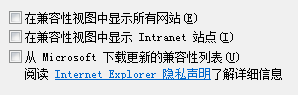 在兼容性视图中显示所有网站(E)
在兼容性视图中显示 Intranet 站点(I)
从 Microsoft 下载更新的兼容性列表(U)
阅读 Internet Explorer 隐私声明了解详细信息